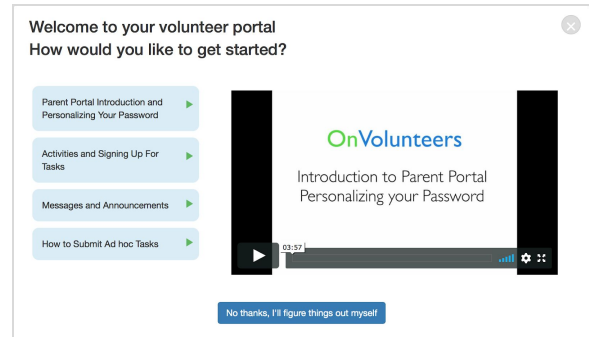 Welcome to your volunteer portal
How would you like to get started?
Parent Portal Introduction and
Personalizing Your Password
Activities and Signing Up For
Tasks
Messages and Announcements
How to Submit Ad hoc Tasks
OnVolunteers
Introduction to Parent Portal
Personalizing your Password
03:57
No thanks, I'll figure things out myself